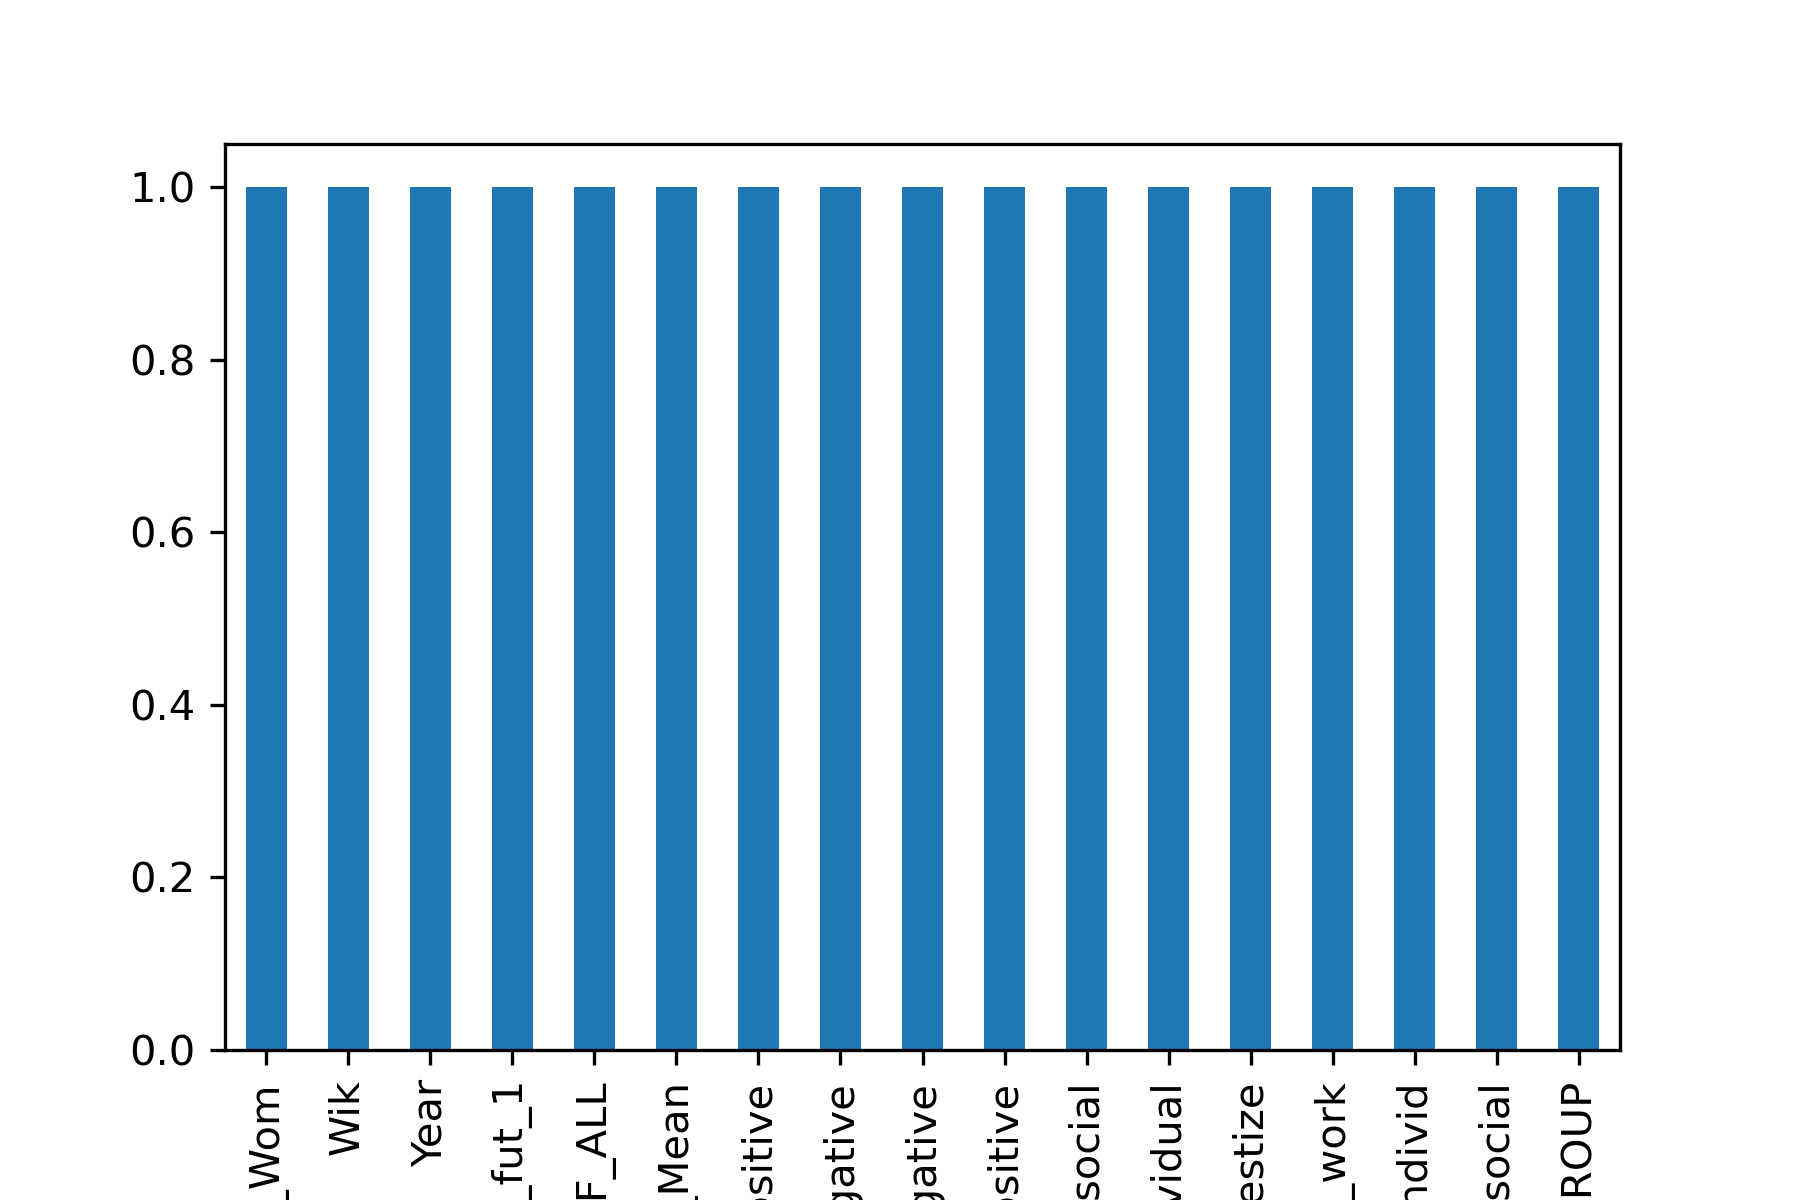 1.0
0.8
0.6
0.4
0.2
0.0
_Wom
Wik
Year
_fut_1
F_ALL
_Mean
ositive
gative
gative
ositive
social
vidual
estize
_work
ndivid
social
ROUP